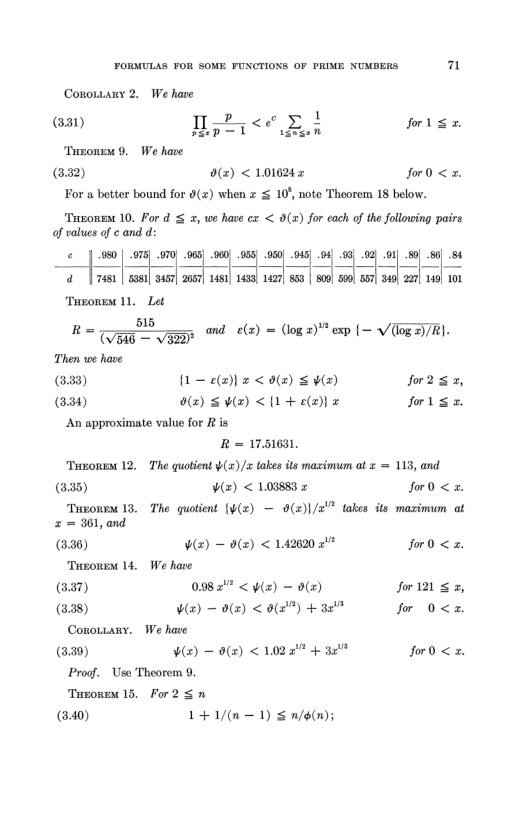 FORMULAS FOR SOME FUNCTIONS OF PRIME NUMBERS 71
COROLLARY 2. We have
(3.31) ∏_{p≦x} p/(p − 1) < e^C ∑_{1≦n≦x} 1/n for 1 ≦ x.
THEOREM 9. We have
(3.32) ϑ(x) < 1.01624 x for 0 < x.
For a better bound for ϑ(x) when x ≦ 10⁸, note Theorem 18 below.
THEOREM 10. For d ≦ x, we have cx < ϑ(x) for each of the following pairs
of values of c and d:
c | .980 | .975 | .970 | .965 | .960 | .955 | .950 | .945 | .94 | .93 | .92 | .91 | .89 | .86 | .84
d | 7481 | 5381 | 3457 | 2657 | 1481 | 1433 | 1427 | 853 | 809 | 599 | 557 | 349 | 227 | 149 | 101
THEOREM 11. Let
R = 515/(√546 − √322)² and ε(x) = (log x)^{1/2} exp {− √(log x)/R}.
Then we have
(3.33) {1 − ε(x)} x < ϑ(x) ≦ ψ(x) for 2 ≦ x,
(3.34) ϑ(x) ≦ ψ(x) < {1 + ε(x)} x for 1 ≦ x.
An approximate value for R is
R = 17.51631.
THEOREM 12. The quotient ψ(x)/x takes its maximum at x = 113, and
(3.35) ψ(x) < 1.03883 x for 0 < x.
THEOREM 13. The quotient {ψ(x) − ϑ(x)}/x^{1/2} takes its maximum at
x = 361, and
(3.36) ψ(x) − ϑ(x) < 1.42620 x^{1/2} for 0 < x.
THEOREM 14. We have
(3.37) 0.98 x^{1/2} < ψ(x) − ϑ(x) for 121 ≦ x,
(3.38) ψ(x) − ϑ(x) < ϑ(x^{1/2}) + 3x^{1/3} for 0 < x.
COROLLARY. We have
(3.39) ψ(x) − ϑ(x) < 1.02 x^{1/2} + 3x^{1/3} for 0 < x.
Proof. Use Theorem 9.
THEOREM 15. For 2 ≦ n
(3.40) 1 + 1/(n − 1) ≦ n/φ(n);